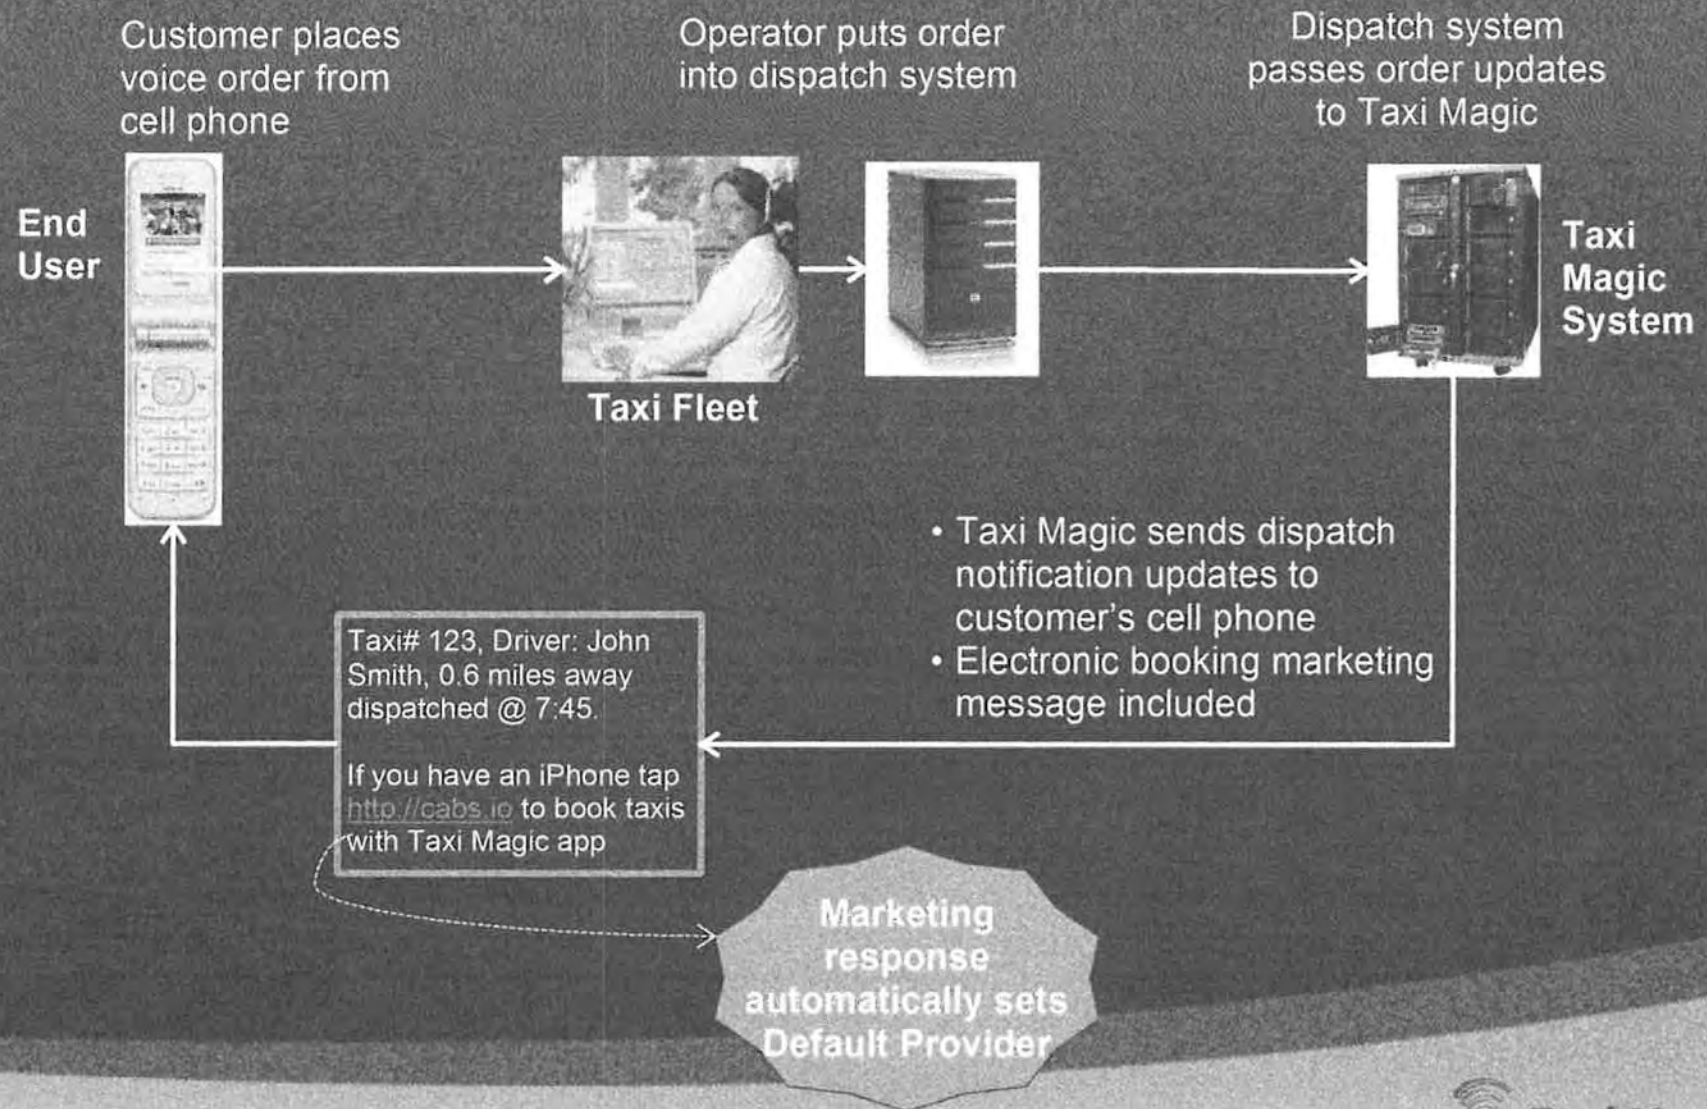 Customer places
voice order from
cell phone
Operator puts order
into dispatch system
Dispatch system
passes order updates
to Taxi Magic
End
User
Taxi Fleet
Taxi
Magic
System
• Taxi Magic sends dispatch
notification updates to
customer's cell phone
• Electronic booking marketing
message included
Taxi# 123, Driver: John
Smith, 0.6 miles away
dispatched @ 7:45.
If you have an iPhone tap
http://cabs.io to book taxis
with Taxi Magic app
Marketing
response
automatically sets
Default Provider